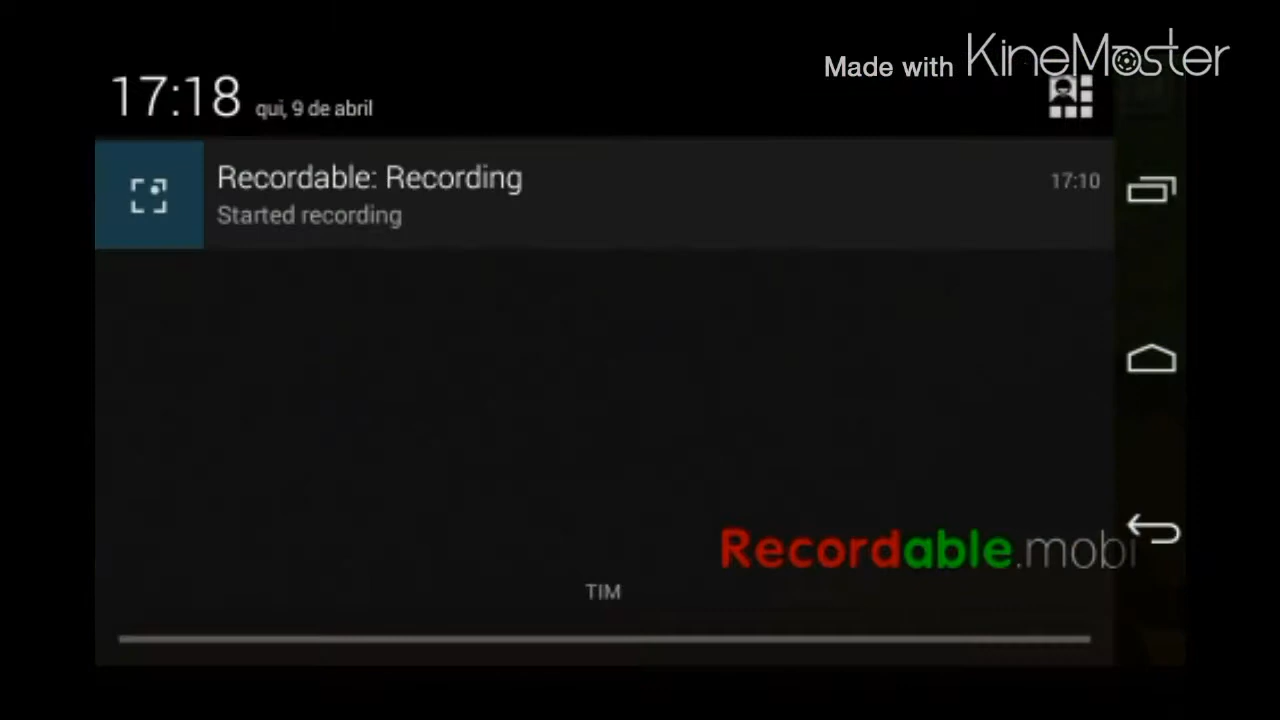 Made with KineMaster
17:18 qui, 9 de abril
Recordable: Recording
17:10
Started recording
Recordable.mobi
TIM